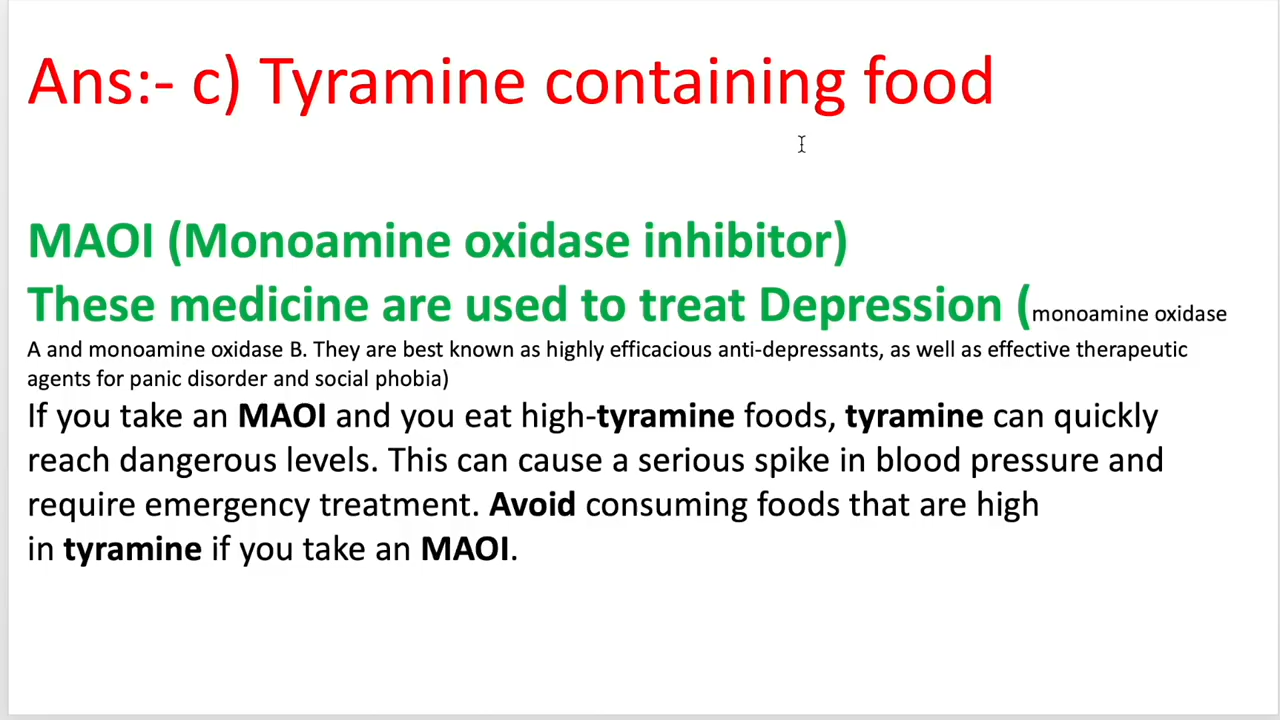 Ans:- c) Tyramine containing food
MAOI (Monoamine oxidase inhibitor)
These medicine are used to treat Depression (monoamine oxidase
A and monoamine oxidase B. They are best known as highly efficacious anti-depressants, as well as effective therapeutic
agents for panic disorder and social phobia)
If you take an MAOI and you eat high-tyramine foods, tyramine can quickly
reach dangerous levels. This can cause a serious spike in blood pressure and
require emergency treatment. Avoid consuming foods that are high
in tyramine if you take an MAOI.